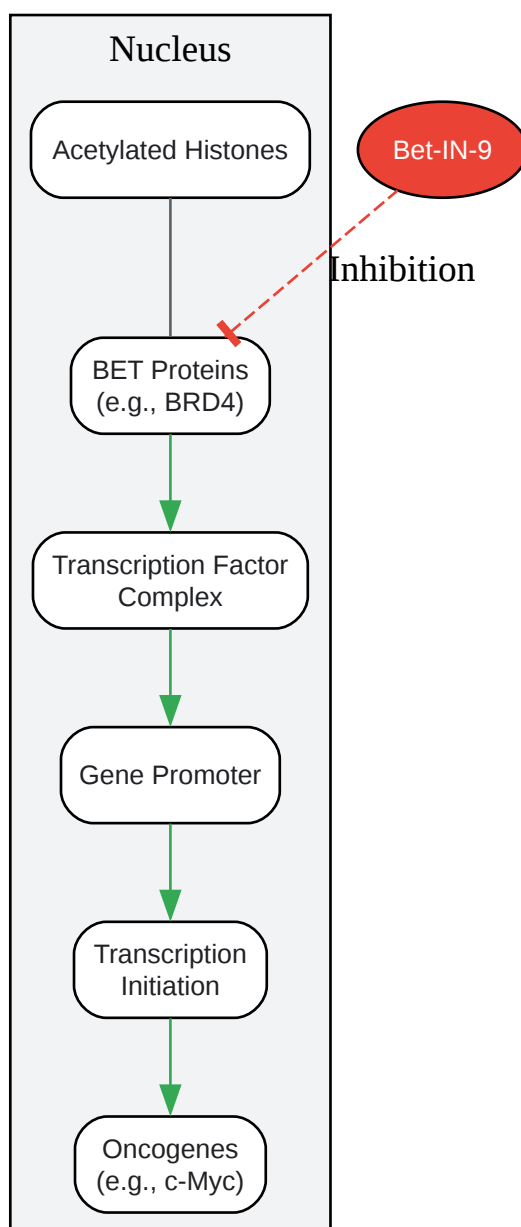 Nucleus
Acetylated Histones
Bet-IN-9
Inhibition
BET Proteins
(e.g., BRD4)
Transcription Factor
Complex
Gene Promoter
Transcription
Initiation
Oncogenes
(e.g., c-Myc)